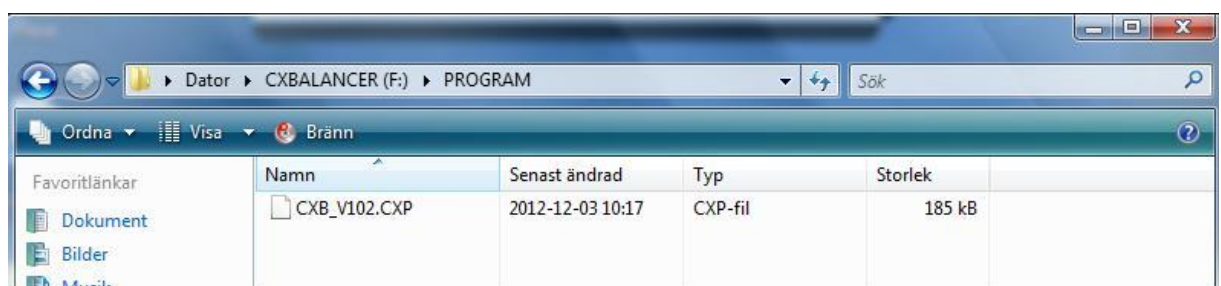 Dator CXBALANCER (F:) PROGRAM Sök
Ordna Visa Bränn
Favoritlänkar Namn Senast ändrad Typ Storlek
Dokument CXB_V102.CXP 2012-12-03 10:17 CXP-fil 185 kB
Bilder